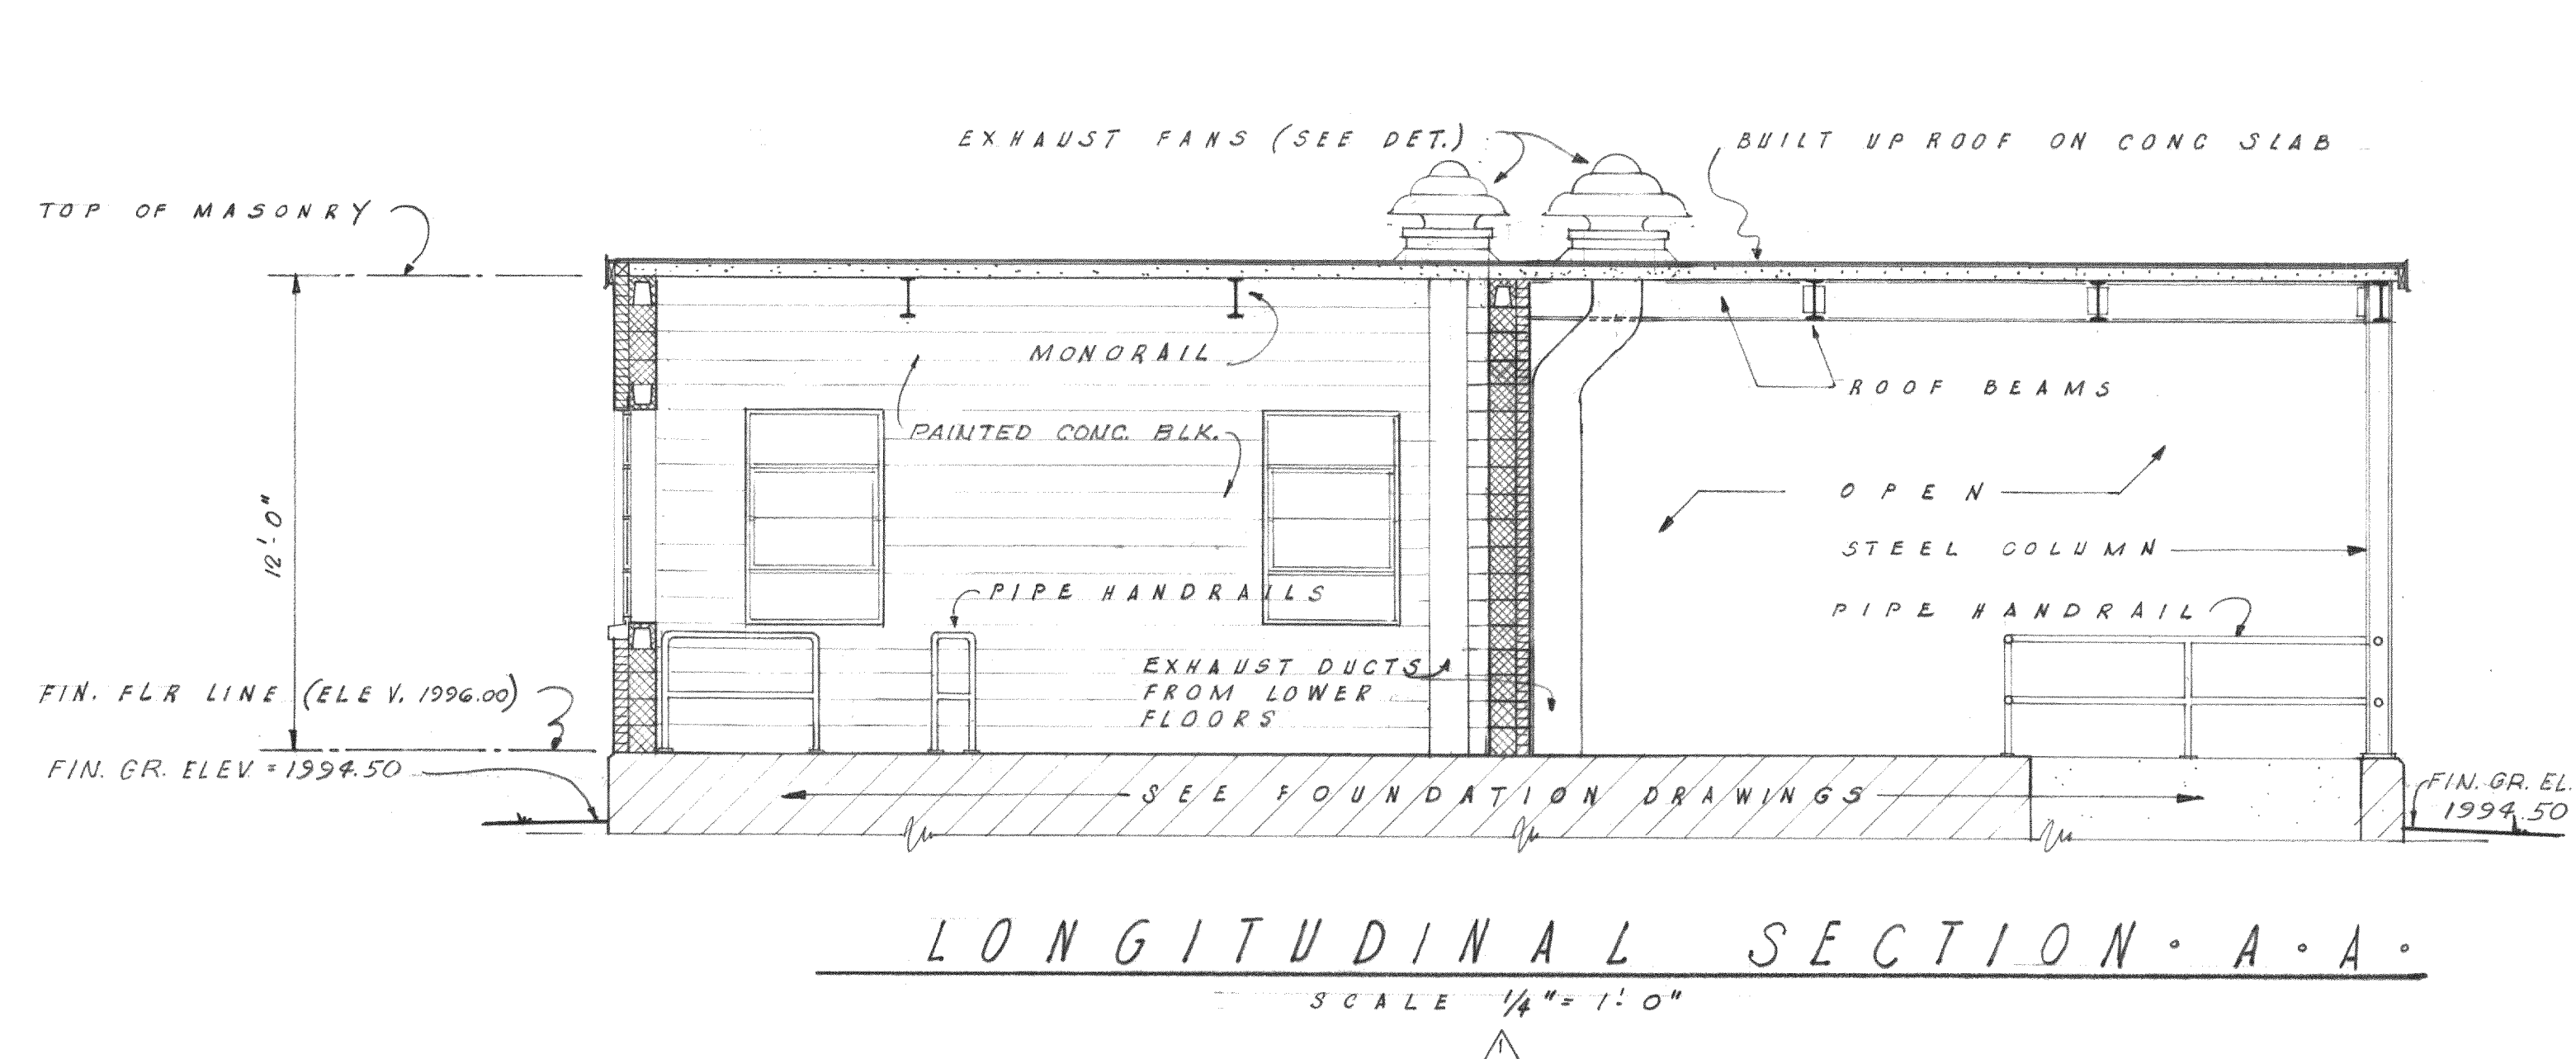 EXHAUST FANS (SEE DET.)
BUILT UP ROOF ON CONC SLAB
TOP OF MASONRY
MONORAIL
ROOF BEAMS
PAINTED CONC. BLK.
12'-0"
OPEN
STEEL COLUMN
PIPE HANDRAILS
PIPE HANDRAIL
EXHAUST DUCTS
FROM LOWER
FLOORS
FIN. FLR LINE (ELEV. 1996.00)
FIN. GR. ELEV. = 1994.50
SEE FOUNDATION DRAWINGS
FIN. GR. EL.
1994.50
LONGITUDINAL SECTION · A · A ·
SCALE 1/4" = 1'-0"
1